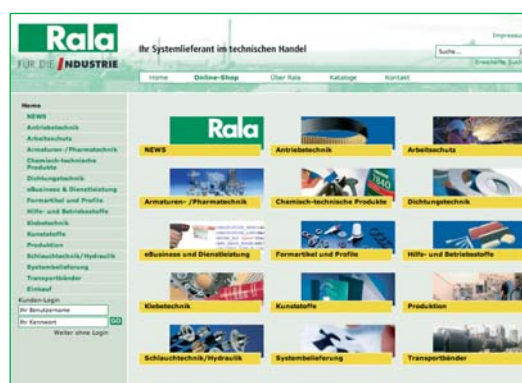 Rala
FÜR DIE INDUSTRIE
Ihr Systemlieferant im technischen Handel
Impressum
Suche...
Erweiterte Suche
Home Online-Shop Über Rala Kataloge Kontakt
Home
NEWS
Antriebstechnik
Arbeitsschutz
Armaturen-/Pharmatechnik
Chemisch-technische
Produkte
Dichtungstechnik
eBusiness & Dienstleistung
Formartikel und Profile
Hilfs- und Betriebsstoffe
Klebetechnik
Kunststoffe
Produktion
Schlauchtechnik/Hydraulik
Systembelieferung
Transportbänder
Einkauf
Kunden-Login
Ihr Benutzername
Ihr Kennwort GO
Weiter ohne Login
Rala
NEWS
Antriebstechnik
Arbeitsschutz
Armaturen- /Pharmatechnik
7840
Chemisch-technische Produkte
Dichtungstechnik
eBusiness und Dienstleistung
Formartikel und Profile
Hilfs- und Betriebsstoffe
Klebetechnik
Kunststoffe
Produktion
Schlauchtechnik/Hydraulik
Systembelieferung
Transportbänder